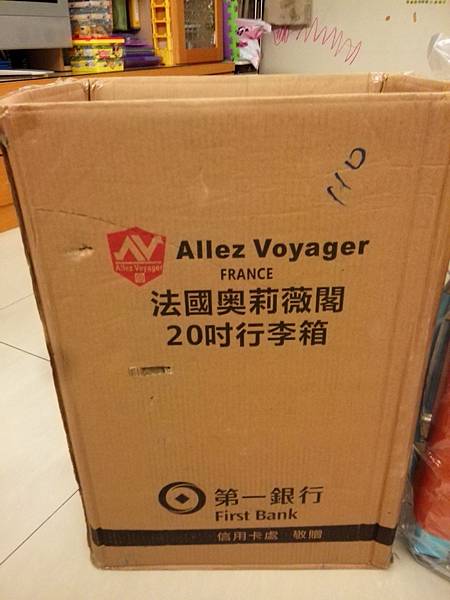 110
AV
Allez Voyager
Allez Voyager
FRANCE
法國奧莉薇閣
20吋行李箱
第一銀行
First Bank
信用卡處 敬贈